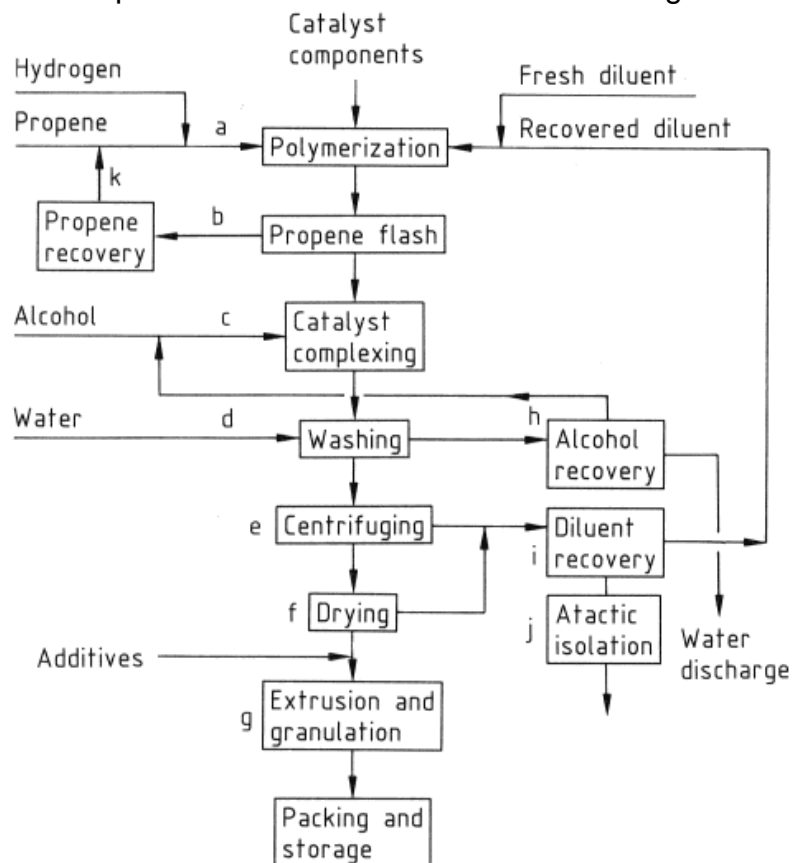 Catalyst
components
Hydrogen
Fresh diluent
Propene
a
Recovered diluent
Polymerization
k
Propene
recovery
b
Propene flash
Alcohol
c
Catalyst
complexing
Water
d
Washing
h
Alcohol
recovery
e
Centrifuging
i
Diluent
recovery
f
Drying
j
Atactic
isolation
Water
discharge
Additives
g
Extrusion and
granulation
Packing and
storage